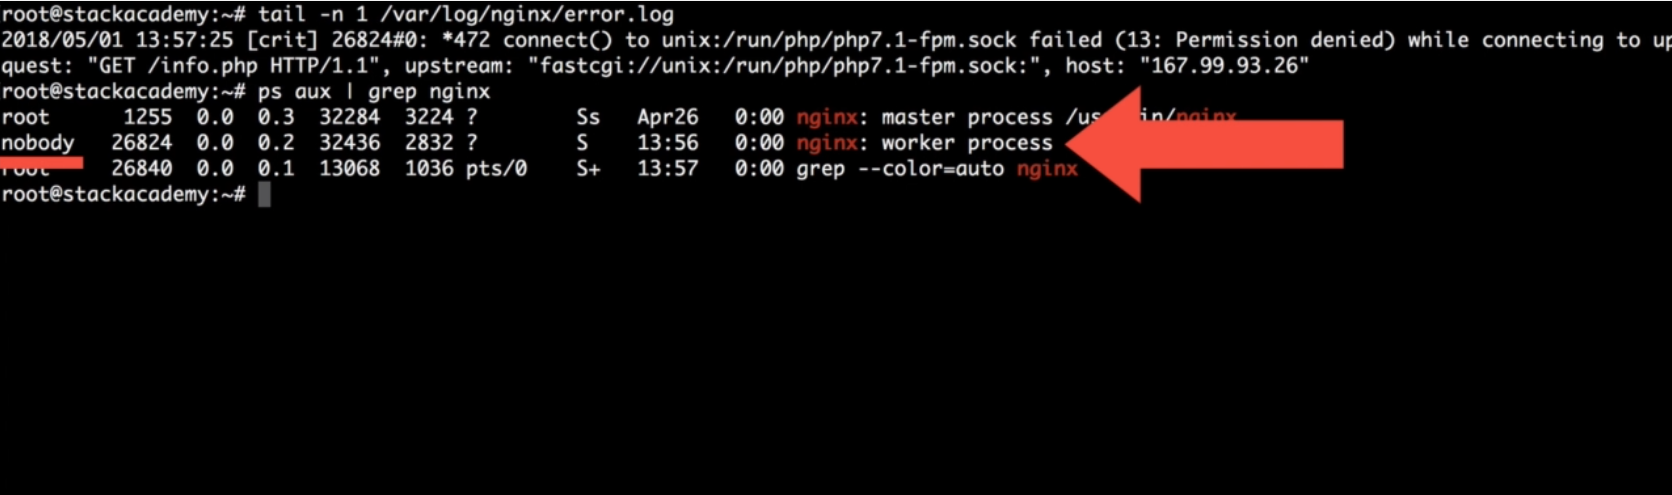 root@stackacademy:~# tail -n 1 /var/log/nginx/error.log
2018/05/01 13:57:25 [crit] 26824#0: *472 connect() to unix:/run/php/php7.1-fpm.sock failed (13: Permission denied) while connecting to up
quest: "GET /info.php HTTP/1.1", upstream: "fastcgi://unix:/run/php/php7.1-fpm.sock:", host: "167.99.93.26"
root@stackacademy:~# ps aux | grep nginx
root 1255 0.0 0.3 32284 3224 ? Ss Apr26 0:00 nginx: master process /us in/nginx
nobody 26824 0.0 0.2 32436 2832 ? S 13:56 0:00 nginx: worker process
root 26840 0.0 0.1 13068 1036 pts/0 S+ 13:57 0:00 grep --color=auto nginx
root@stackacademy:~#